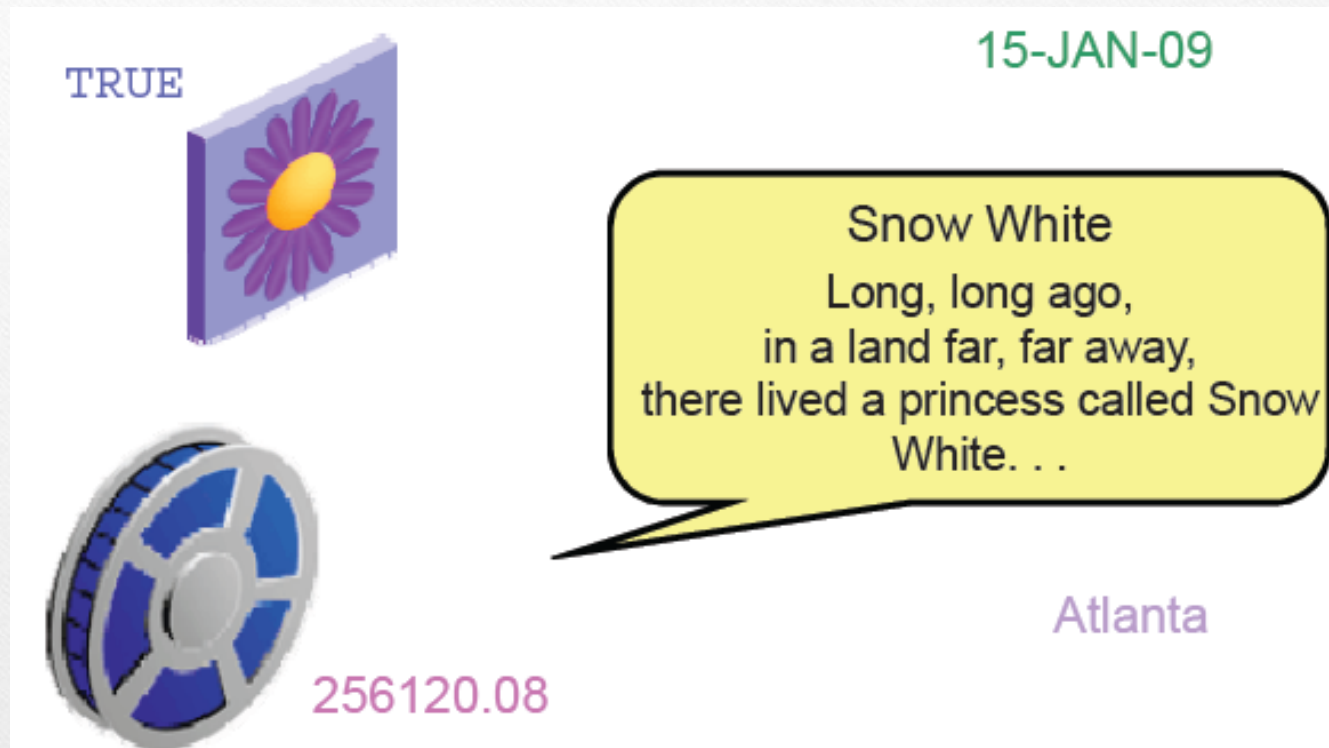 TRUE
15-JAN-09
Snow White
Long, long ago,
in a land far, far away,
there lived a princess called Snow
White. . .
Atlanta
256120.08